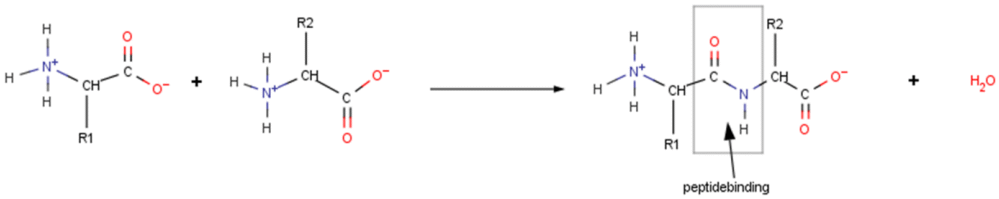 H
H
N+
H
CH
R1
C
O
O−
+
R2
H
H
N+
H
CH
C
O−
O
H
H
N+
H
CH
R1
C
O
N
H
R2
CH
C
O−
O
+
H2O
peptidebinding